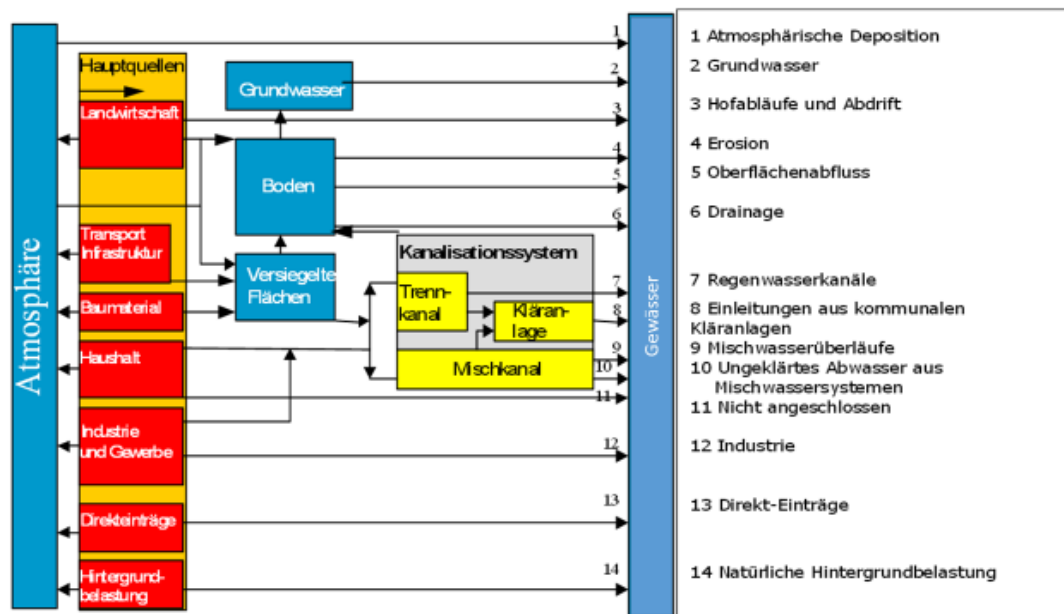 Atmosphäre
Hauptquellen
Landwirtschaft
Transport
Infrastruktur
Baumaterial
Haushalt
Industrie
und Gewerbe
Direkteinträge
Hintergrund-
belastung
Grundwasser
Boden
Versiegelte
Flächen
Kanalisationssystem
Trenn-
kanal
Kläran-
lage
Mischkanal
1
2
3
4
5
6
7
8
9
10
11
12
13
14
Gewässer
1 Atmosphärische Deposition
2 Grundwasser
3 Hofabläufe und Abdrift
4 Erosion
5 Oberflächenabfluss
6 Drainage
7 Regenwasserkanäle
8 Einleitungen aus kommunalen
Kläranlagen
9 Mischwasserüberläufe
10 Ungeklärtes Abwasser aus
Mischwassersystemen
11 Nicht angeschlossen
12 Industrie
13 Direkt-Einträge
14 Natürliche Hintergrundbelastung